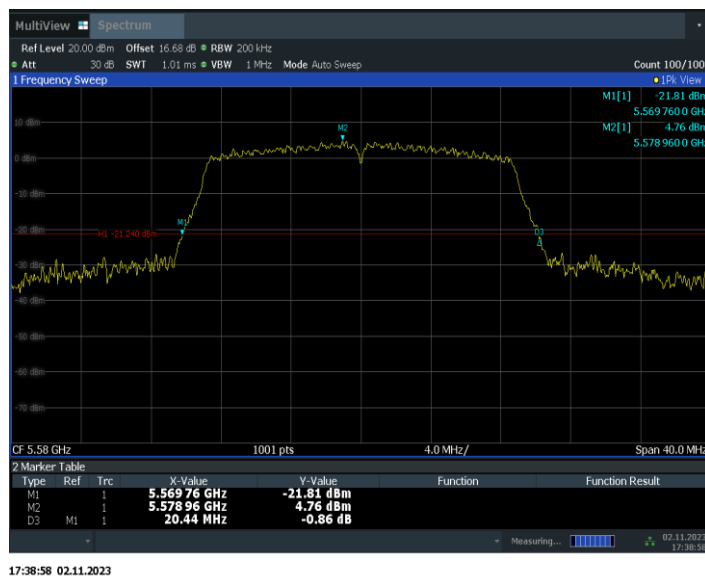 MultiView Spectrum
Ref Level 20.00 dBm Offset 16.68 dB RBW 200 kHz
Att 30 dB SWT 1.01 ms VBW 1 MHz Mode Auto Sweep Count 100/100
1 Frequency Sweep 1Pk View
M1[1] -21.81 dBm
5.569 760 0 GHz
M2[1] 4.76 dBm
5.578 960 0 GHz
10 dBm
M2
0 dBm
-10 dBm
M1
-20 dBm
H1 -21.240 dBm
D3
-30 dBm
-40 dBm
-50 dBm
-60 dBm
-70 dBm
CF 5.58 GHz 1001 pts 4.0 MHz/ Span 40.0 MHz
2 Marker Table
Type Ref Trc X-Value Y-Value Function Function Result
M1 1 5.569 76 GHz -21.81 dBm
M2 1 5.578 96 GHz 4.76 dBm
D3 M1 1 20.44 MHz -0.86 dB
Measuring... 02.11.2023
17:38:58
17:38:58 02.11.2023